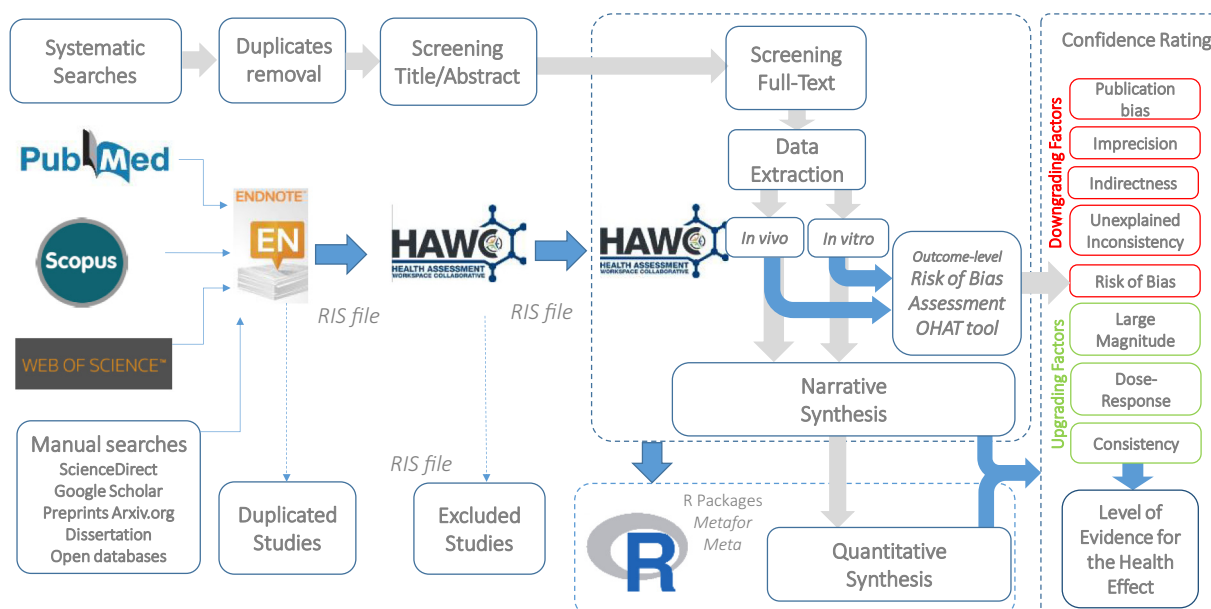 Systematic
Searches
Duplicates
removal
Screening
Title/Abstract
Screening
Full-Text
Data
Extraction
PubMed
Scopus
WEB OF SCIENCE™
Manual searches
ScienceDirect
Google Scholar
Preprints Arxiv.org
Dissertation
Open databases
ENDNOTE™
EN
RIS file
HAWC
HEALTH ASSESSMENT
WORKSPACE COLLABORATIVE
RIS file
HAWC
HEALTH ASSESSMENT
WORKSPACE COLLABORATIVE
In vivo
In vitro
Outcome-level
Risk of Bias
Assessment
OHAT tool
Narrative
Synthesis
RIS file
Duplicated
Studies
Excluded
Studies
R
R Packages
Metafor
Meta
Quantitative
Synthesis
Confidence Rating
Downgrading Factors
Publication
bias
Imprecision
Indirectness
Unexplained
Inconsistency
Risk of Bias
Upgrading Factors
Large
Magnitude
Dose-
Response
Consistency
Level of
Evidence for
the Health
Effect